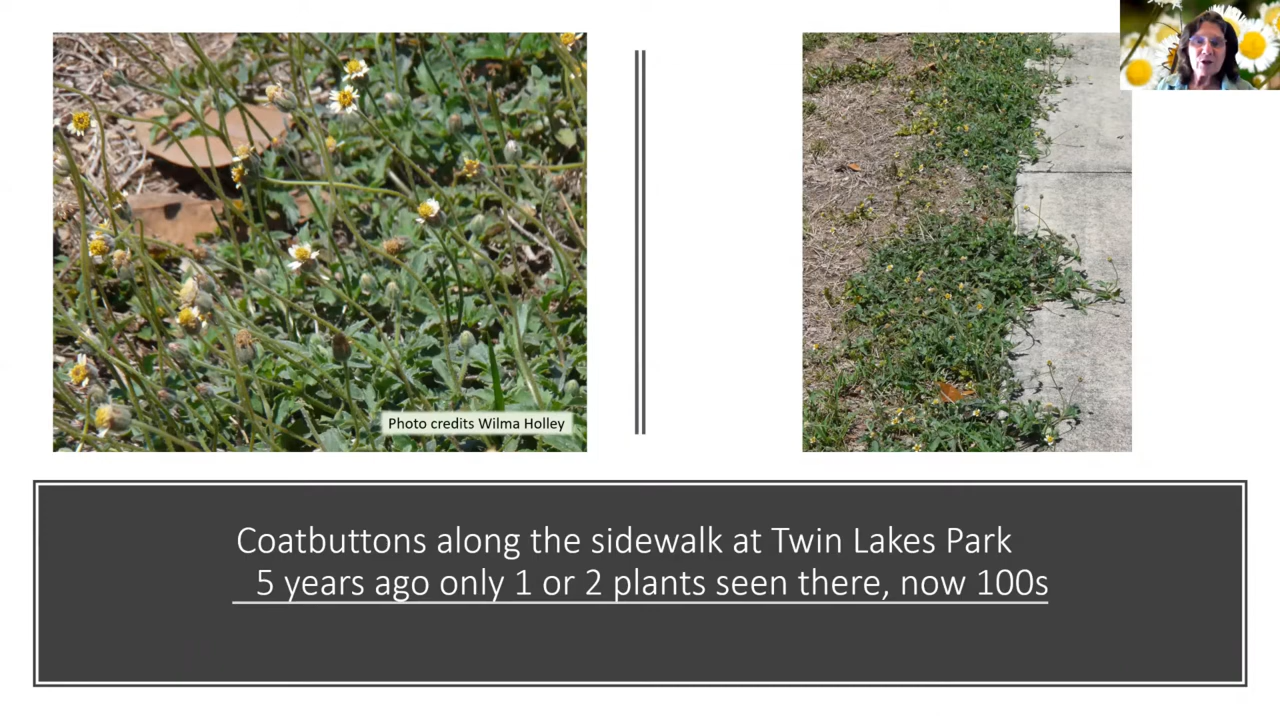 Photo credits Wilma Holley
Coatbuttons along the sidewalk at Twin Lakes Park
5 years ago only 1 or 2 plants seen there, now 100s